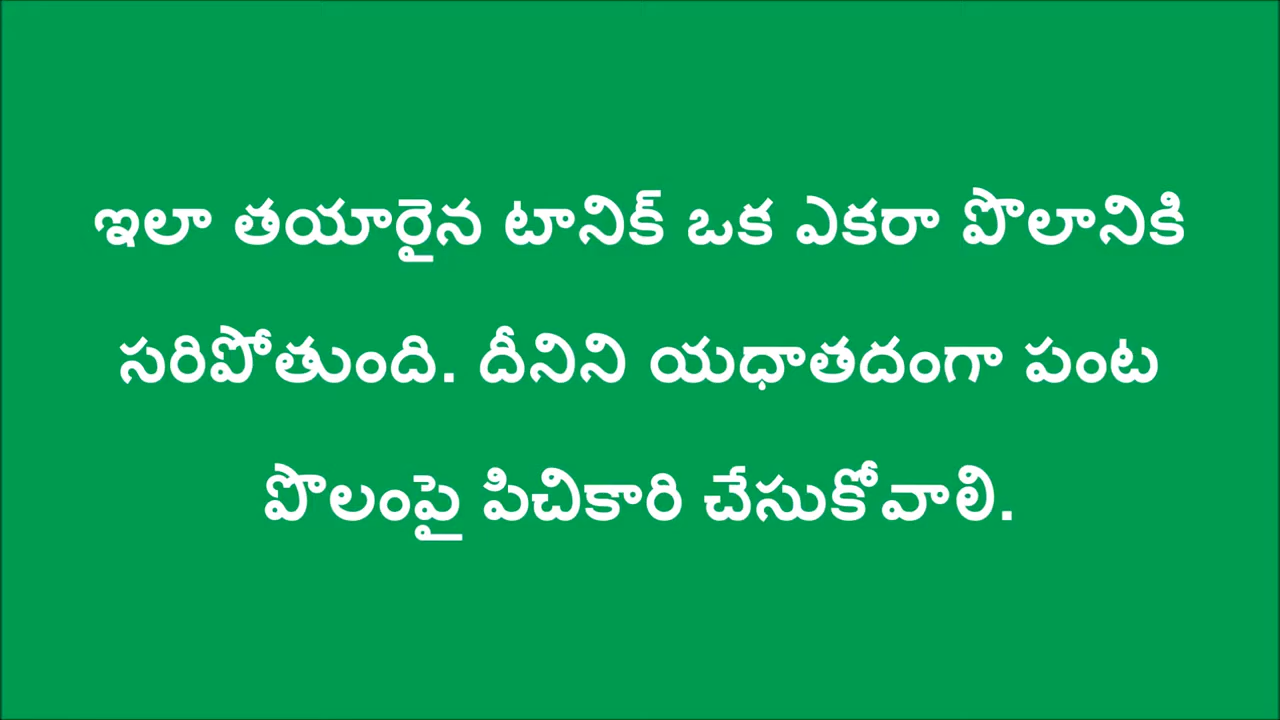 ఇలా తయారైన టానిక్ ఒక ఎకరా పొలానికి
సరిపోతుంది. దీనిని యధాతదంగా పంట
పొలంపై పిచికారి చేసుకోవాలి.